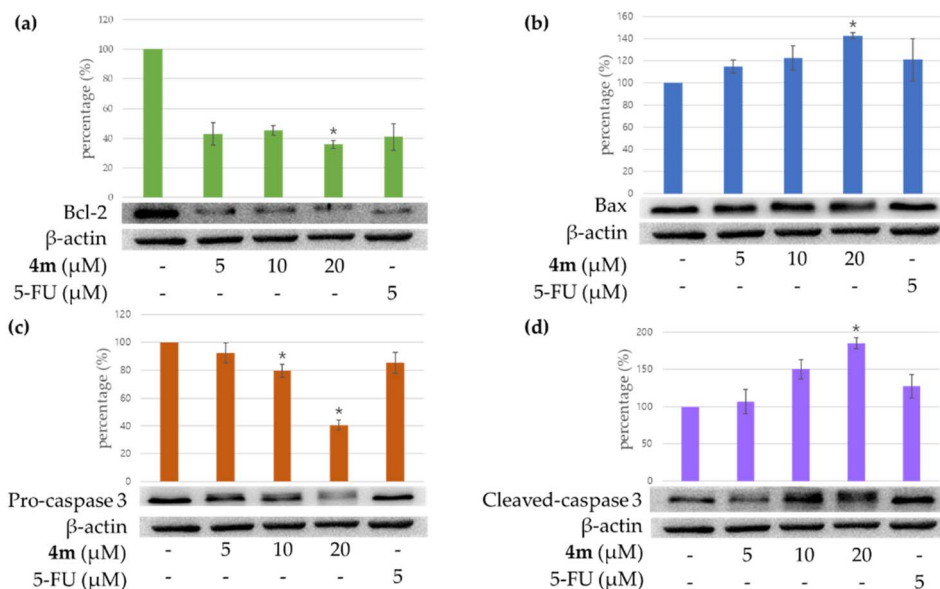 (a)
percentage (%)
120
100
80
60
40
20
0
*
Bcl-2
β-actin
4m (μM) - 5 10 20 -
5-FU (μM) - - - - 5
(b)
percentage (%)
160
140
120
100
80
60
40
20
0
*
Bax
β-actin
4m (μM) - 5 10 20 -
5-FU (μM) - - - - 5
(c)
percentage (%)
120
100
80
60
40
20
0
*
*
Pro-caspase 3
β-actin
4m (μM) - 5 10 20 -
5-FU (μM) - - - - 5
(d)
percentage (%)
200
150
100
50
0
*
Cleaved-caspase 3
β-actin
4m (μM) - 5 10 20 -
5-FU (μM) - - - - 5